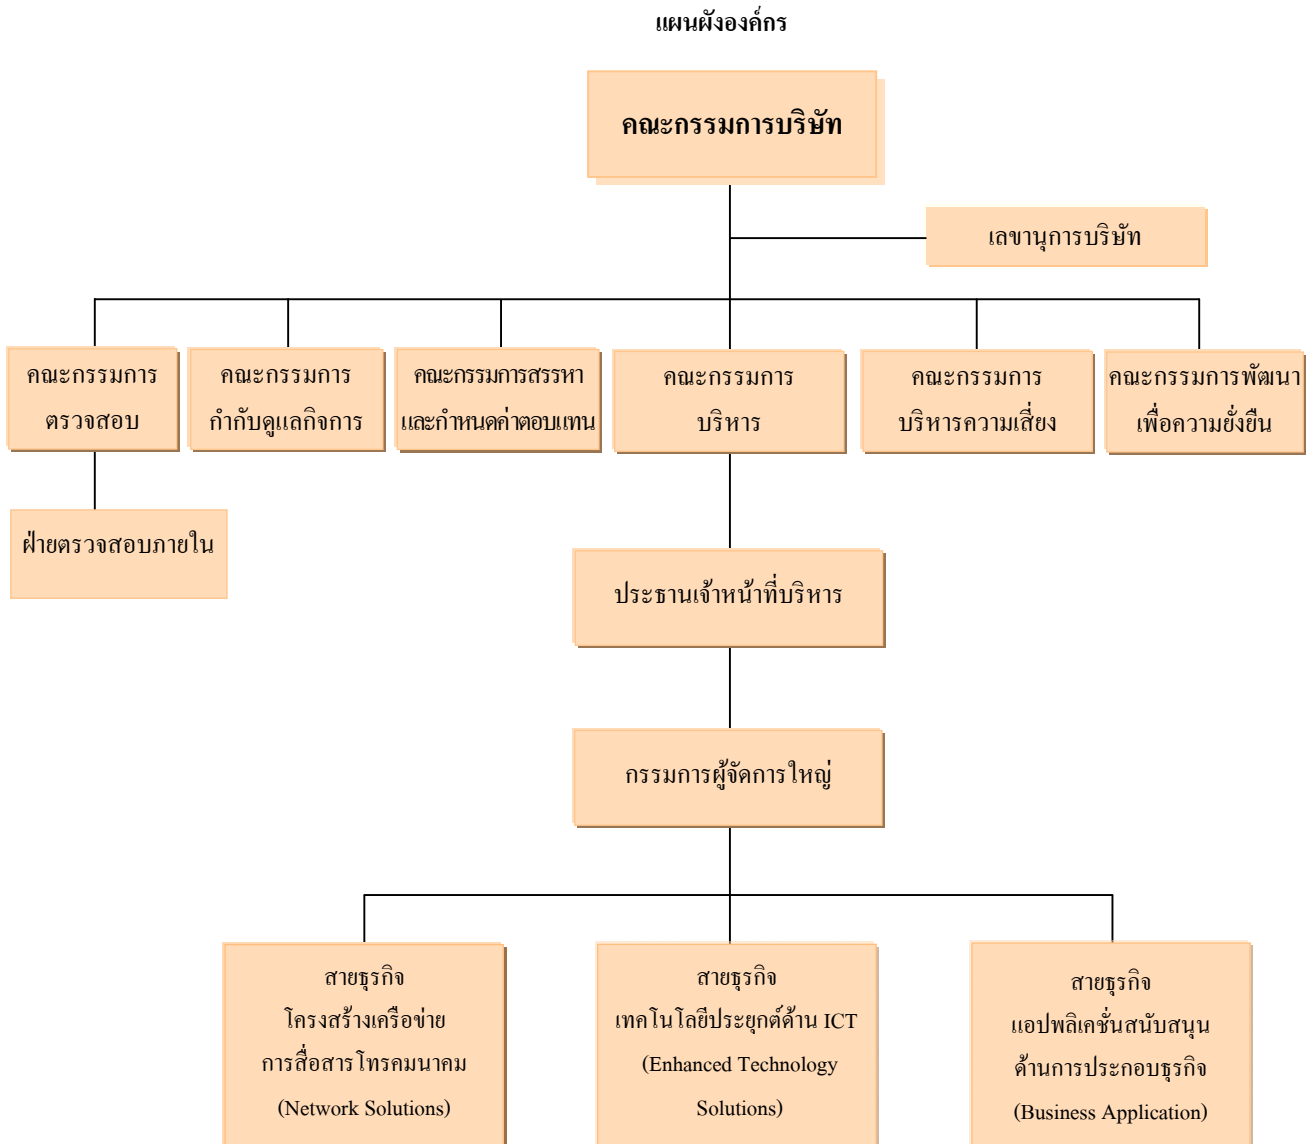 แผนผังองค์กร
คณะกรรมการบริษัท
เลขานุการบริษัท
คณะกรรมการ
ตรวจสอบ
คณะกรรมการ
กำกับดูแลกิจการ
คณะกรรมการสรรหา
และกำหนดค่าตอบแทน
คณะกรรมการ
บริหาร
คณะกรรมการ
บริหารความเสี่ยง
คณะกรรมการพัฒนา
เพื่อความยั่งยืน
ฝ่ายตรวจสอบภายใน
ประธานเจ้าหน้าที่บริหาร
กรรมการผู้จัดการใหญ่
สายธุรกิจ
โครงสร้างเครือข่าย
การสื่อสารโทรคมนาคม
(Network Solutions)
สายธุรกิจ
เทคโนโลยีประยุกต์ด้าน ICT
(Enhanced Technology
Solutions)
สายธุรกิจ
แอปพลิเคชั่นสนับสนุน
ด้านการประกอบธุรกิจ
(Business Application)